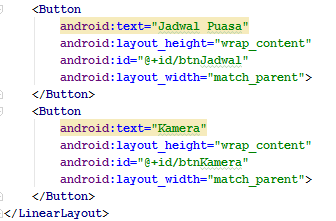 <Button
android:text="Jadwal Puasa"
android:layout_height="wrap_content"
android:id="@+id/btnJadwal"
android:layout_width="match_parent">
</Button>
<Button
android:text="Kamera"
android:layout_height="wrap_content"
android:id="@+id/btnKamera"
android:layout_width="match_parent">
</Button>
</LinearLayout>